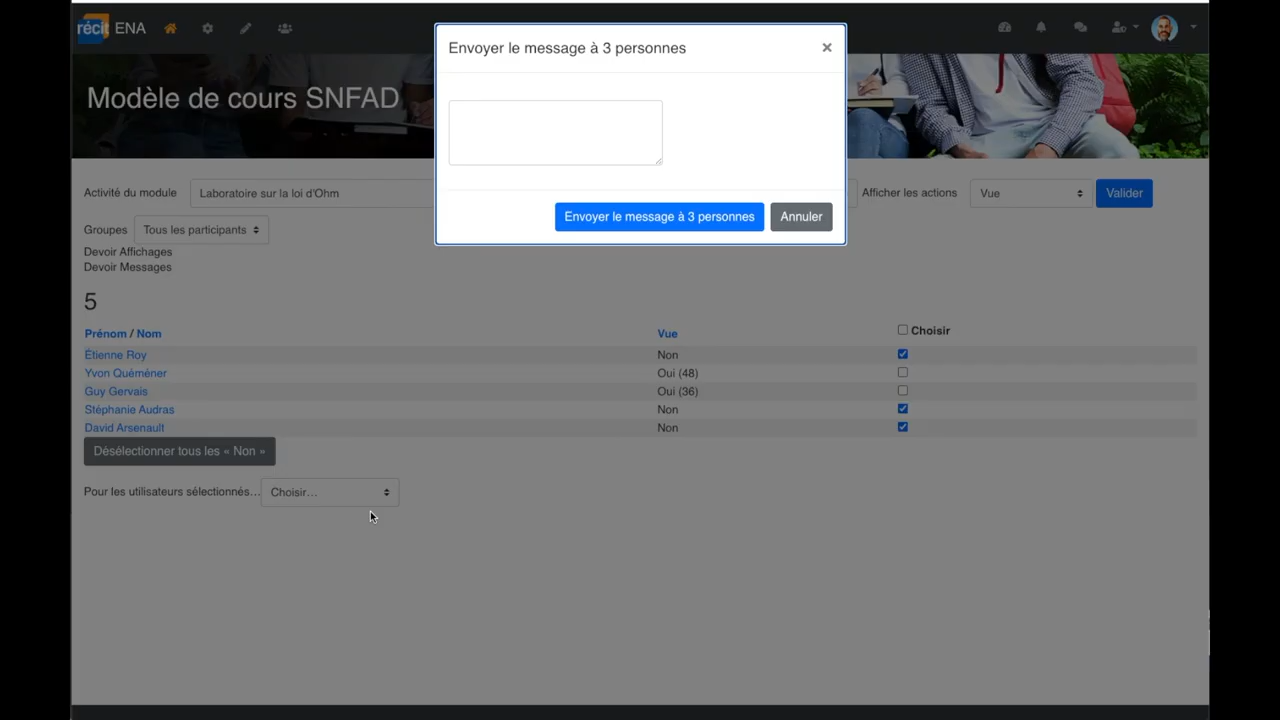 récit ENA
Envoyer le message à 3 personnes ×
Modèle de cours SNFAD
Envoyer le message à 3 personnes Annuler
Activité du module Laboratoire sur la loi d'Ohm Afficher les actions Vue Valider
Groupes Tous les participants
Devoir Affichages
Devoir Messages
5
Prénom / Nom Vue Choisir
Étienne Roy Non
Yvon Quéméner Oui (48)
Guy Gervais Oui (36)
Stéphanie Audras Non
David Arsenault Non
Désélectionner tous les « Non »
Pour les utilisateurs sélectionnés... Choisir...